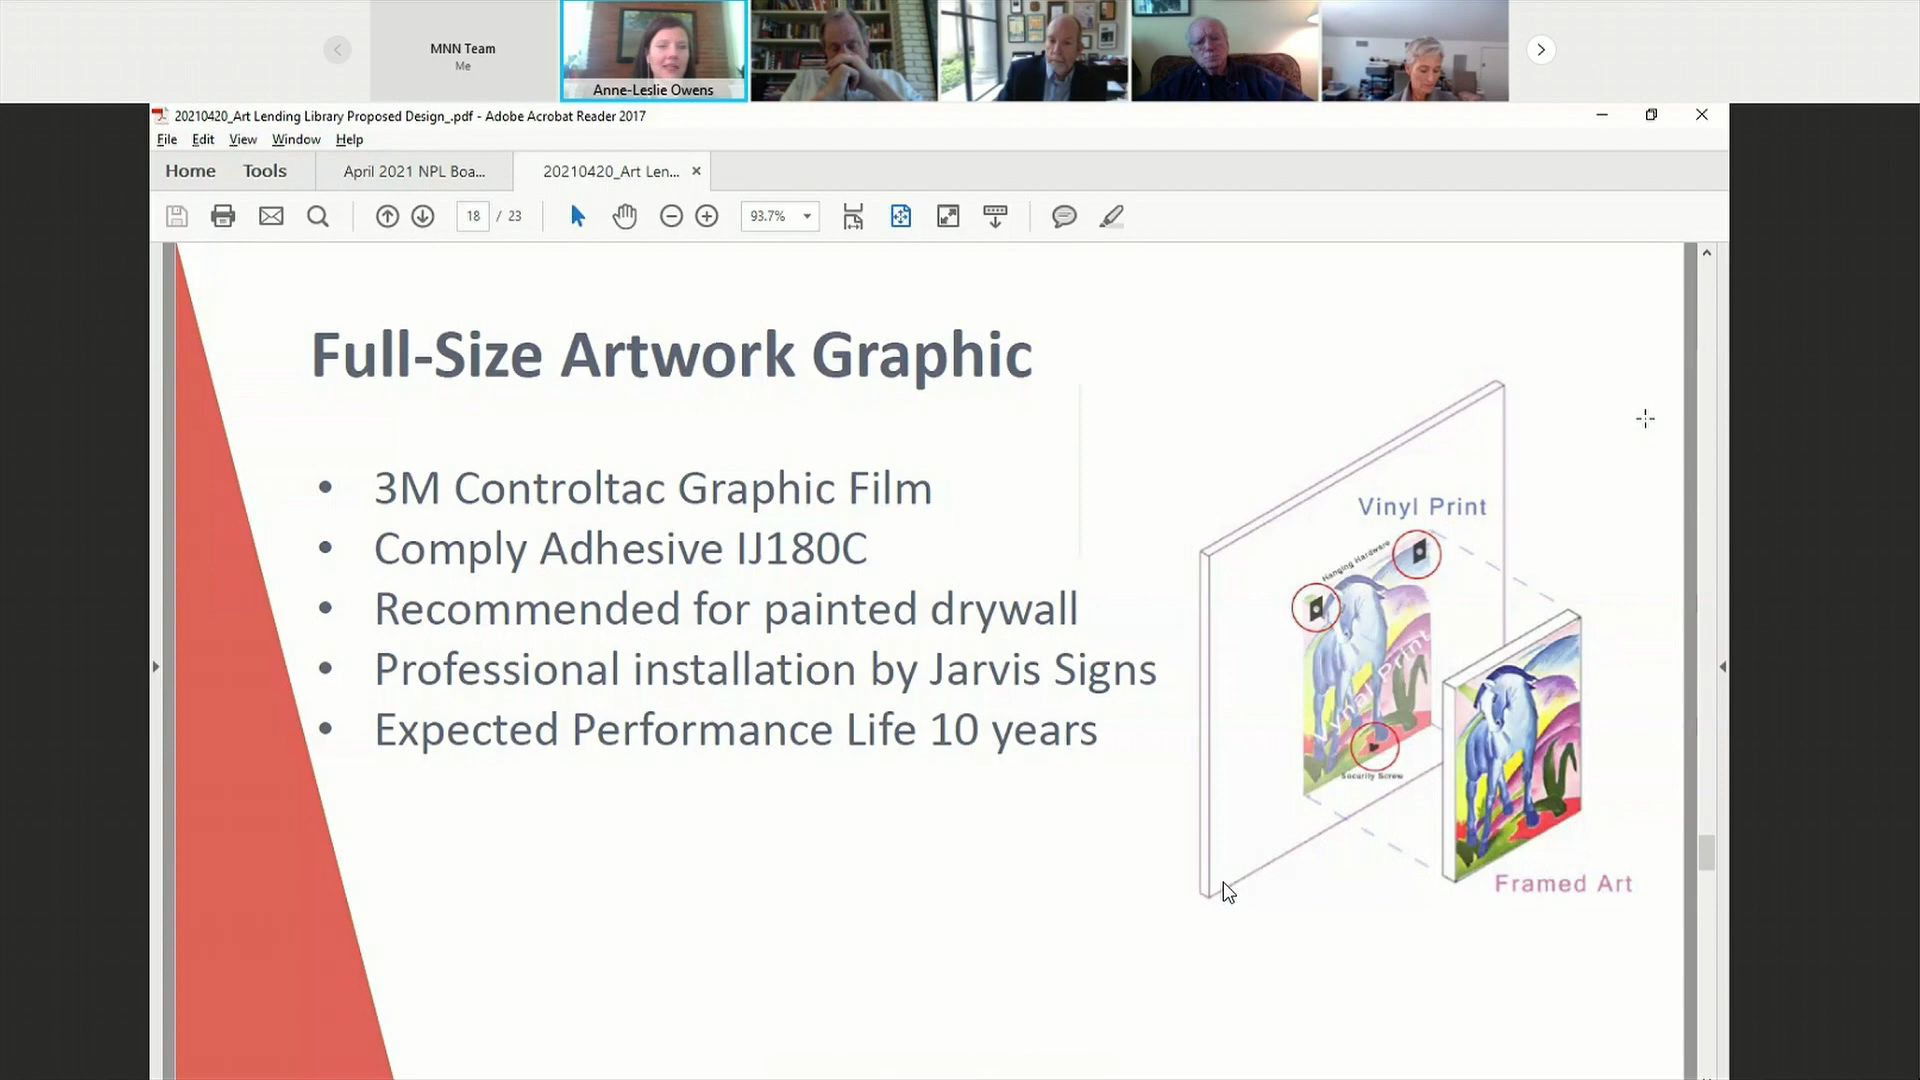 MNN Team
Me
Anne-Leslie Owens
20210420_Art Lending Library Proposed Design_.pdf - Adobe Acrobat Reader 2017
File Edit View Window Help
Home Tools April 2021 NPL Boa... 20210420_Art Len... ×
18 / 23 93.7%
Full-Size Artwork Graphic
• 3M Controltac Graphic Film
• Comply Adhesive IJ180C
• Recommended for painted drywall
• Professional installation by Jarvis Signs
• Expected Performance Life 10 years
Vinyl Print
Hanging Hardware
Vynal Print
Security Screw
Framed Art